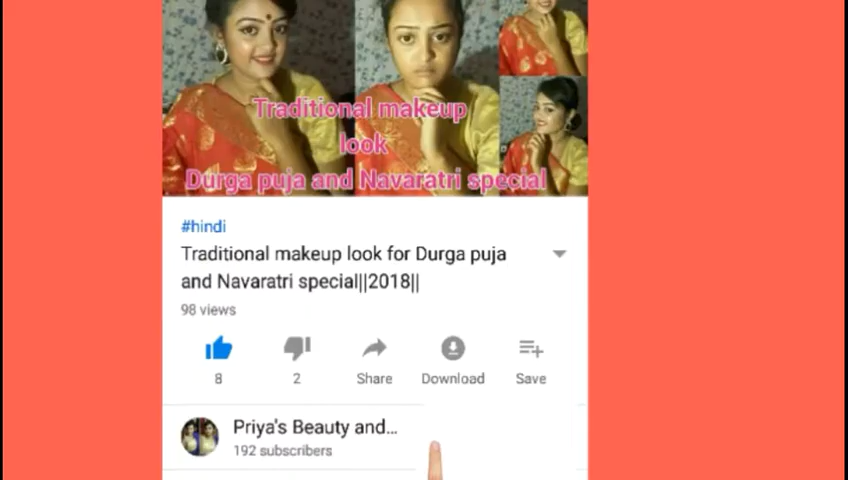 Traditional makeup
look
Durga puja and Navaratri special
#hindi
Traditional makeup look for Durga puja
and Navaratri special||2018||
98 views
8
2
Share
Download
Save
Priya's Beauty and...
192 subscribers